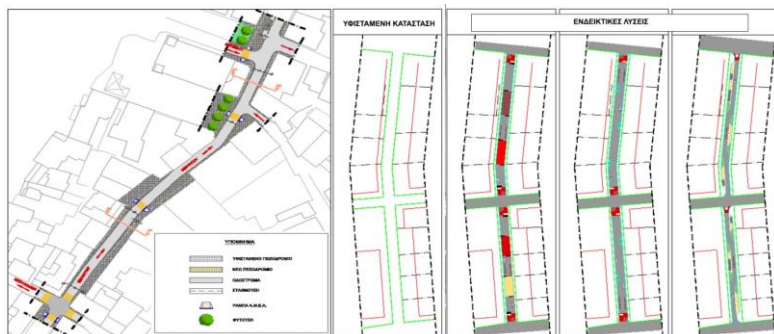 ΥΦΙΣΤΑΜΕΝΗ ΚΑΤΑΣΤΑΣΗ
ΕΝΔΕΙΚΤΙΚΕΣ ΛΥΣΕΙΣ
ΥΠΟΜΝΗΜΑ
ΥΦΙΣΤΑΜΕΝΟ ΠΕΖΟΔΡΟΜΙΟ
ΝΕΟ ΠΕΖΟΔΡΟΜΙΟ
ΟΔΟΣΤΡΩΜΑ
ΣΤΑΘΜΕΥΣΗ
ΡΑΜΠΑ Α.Μ.Ε.Α.
ΦΥΤΕΥΣΗ